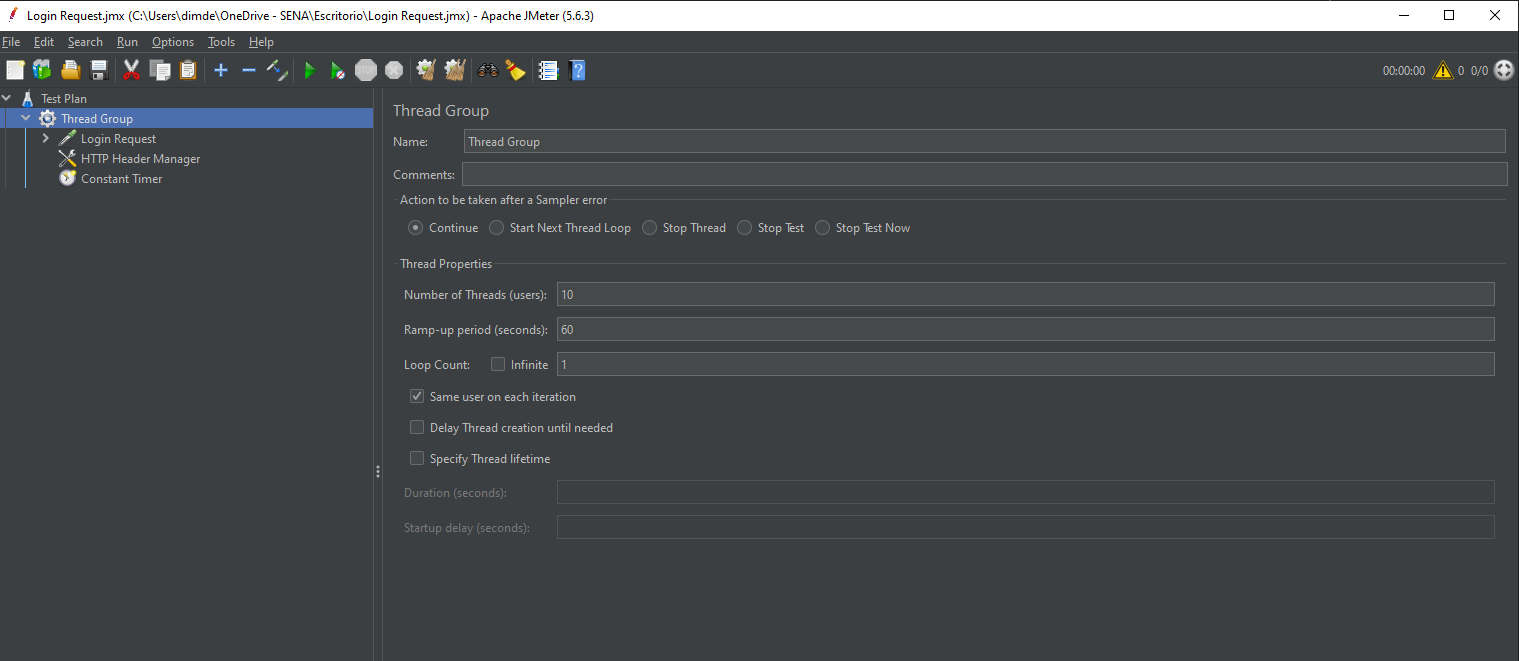 Login Request.jmx (C:\Users\dimde\OneDrive - SENA\Escritorio\Login Request.jmx) - Apache JMeter (5.6.3)
File Edit Search Run Options Tools Help
STOP 00:00:00 0 0/0
Test Plan
Thread Group
Login Request
HTTP Header Manager
Constant Timer
Thread Group
Name: Thread Group
Comments:
Action to be taken after a Sampler error
Continue Start Next Thread Loop Stop Thread Stop Test Stop Test Now
Thread Properties
Number of Threads (users): 10
Ramp-up period (seconds): 60
Loop Count: Infinite 1
Same user on each iteration
Delay Thread creation until needed
Specify Thread lifetime
Duration (seconds):
Startup delay (seconds):